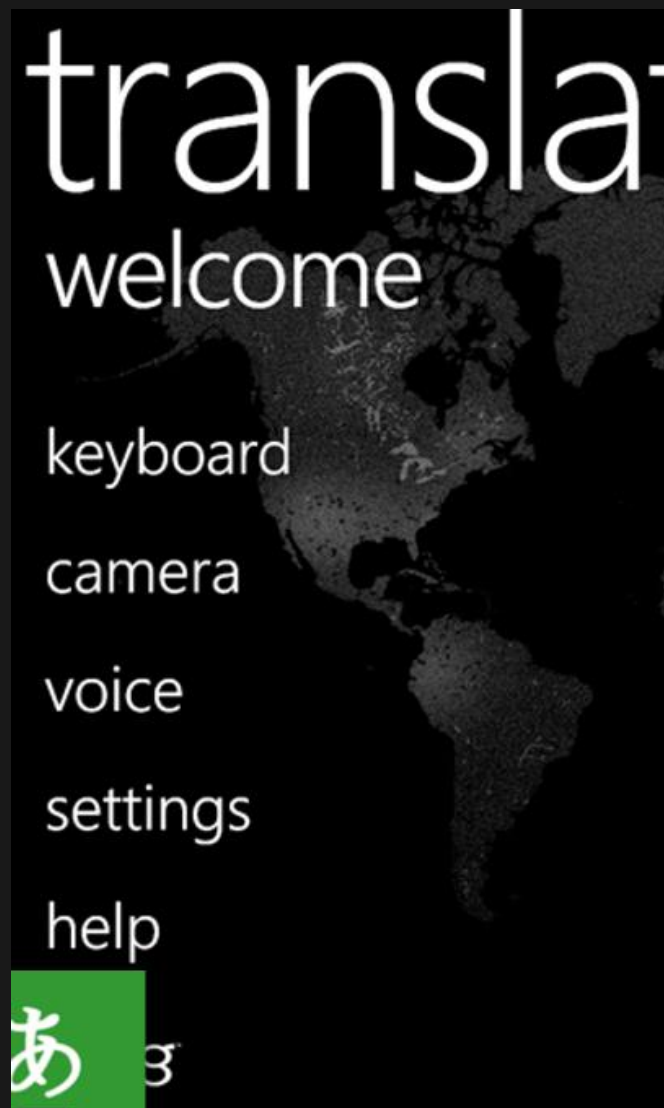 translat
welcome
keyboard
camera
voice
settings
help
あ
g